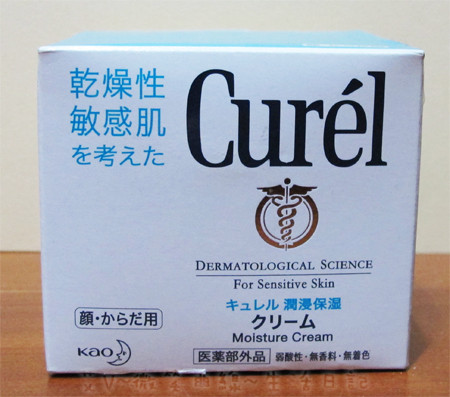 乾燥性
敏感肌
を考えた
Curél
DERMATOLOGICAL SCIENCE
For Sensitive Skin
キュレル 潤浸保湿
クリーム
Moisture Cream
顔・からだ用
Kao
医薬部外品 弱酸性・無香料・無着色